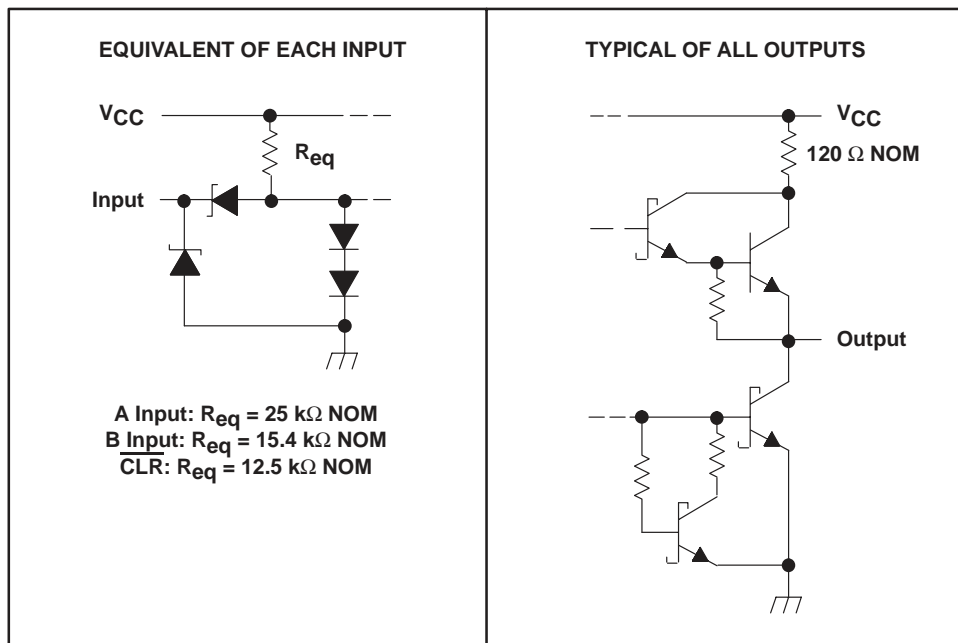 EQUIVALENT OF EACH INPUT
VCC
Req
Input
A Input: Req = 25 kΩ NOM
B Input: Req = 15.4 kΩ NOM
CLR: Req = 12.5 kΩ NOM
TYPICAL OF ALL OUTPUTS
VCC
120 Ω NOM
Output